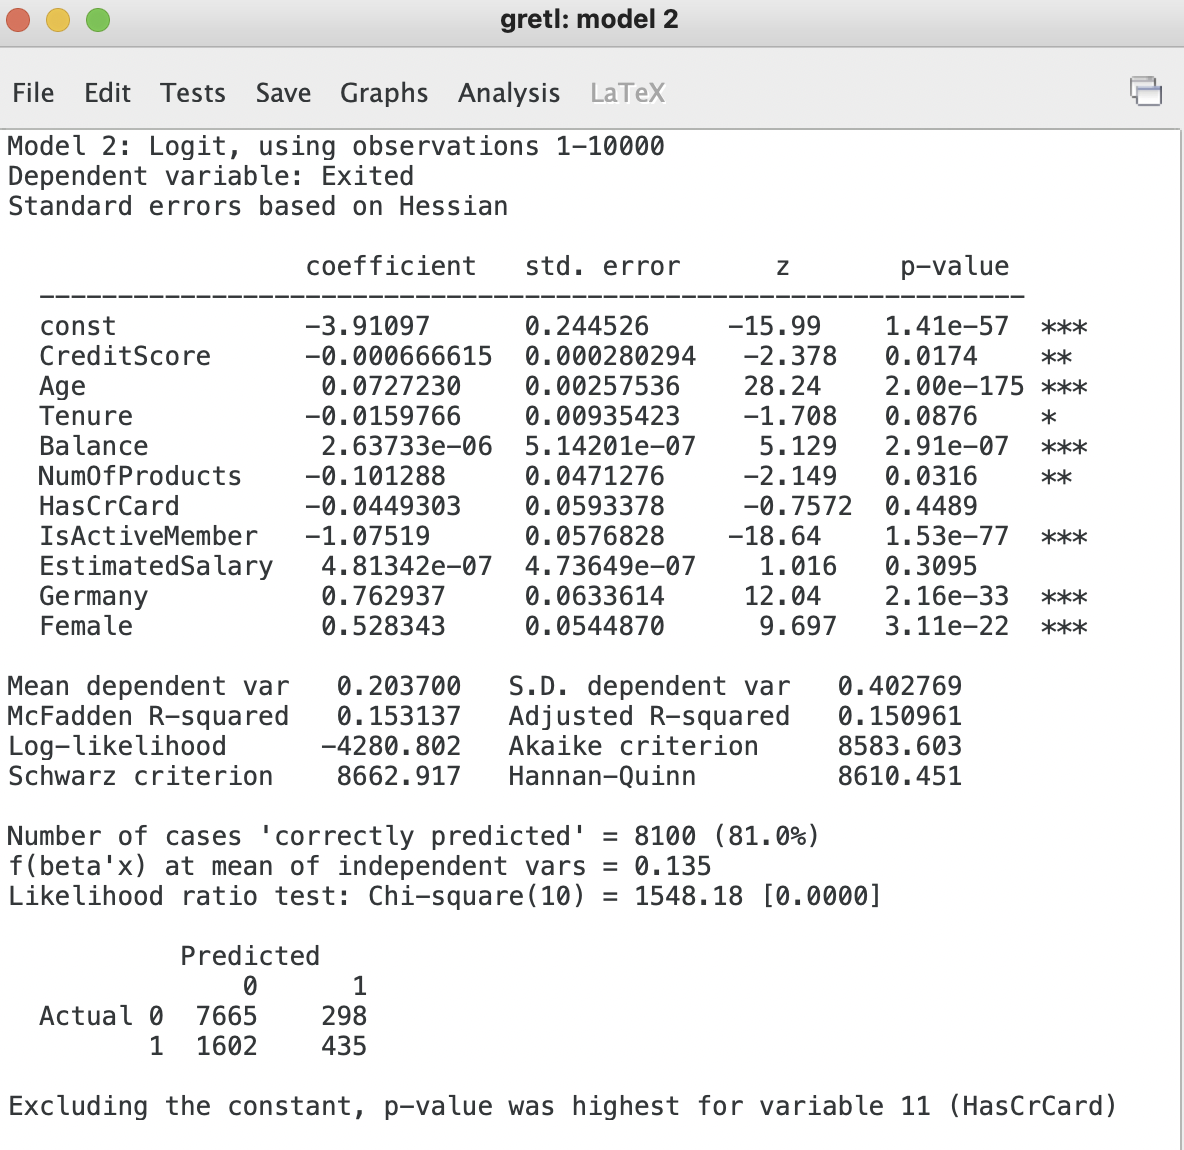 gretl: model 2
File Edit Tests Save Graphs Analysis LaTeX
Model 2: Logit, using observations 1-10000
Dependent variable: Exited
Standard errors based on Hessian
coefficient std. error z p-value
---------------------------------------------------------------
const -3.91097 0.244526 -15.99 1.41e-57 ***
CreditScore -0.000666615 0.000280294 -2.378 0.0174 **
Age 0.0727230 0.00257536 28.24 2.00e-175 ***
Tenure -0.0159766 0.00935423 -1.708 0.0876 *
Balance 2.63733e-06 5.14201e-07 5.129 2.91e-07 ***
NumOfProducts -0.101288 0.0471276 -2.149 0.0316 **
HasCrCard -0.0449303 0.0593378 -0.7572 0.4489
IsActiveMember -1.07519 0.0576828 -18.64 1.53e-77 ***
EstimatedSalary 4.81342e-07 4.73649e-07 1.016 0.3095
Germany 0.762937 0.0633614 12.04 2.16e-33 ***
Female 0.528343 0.0544870 9.697 3.11e-22 ***
Mean dependent var 0.203700 S.D. dependent var 0.402769
McFadden R-squared 0.153137 Adjusted R-squared 0.150961
Log-likelihood -4280.802 Akaike criterion 8583.603
Schwarz criterion 8662.917 Hannan-Quinn 8610.451
Number of cases 'correctly predicted' = 8100 (81.0%)
f(beta'x) at mean of independent vars = 0.135
Likelihood ratio test: Chi-square(10) = 1548.18 [0.0000]
Predicted
0 1
Actual 0 7665 298
1 1602 435
Excluding the constant, p-value was highest for variable 11 (HasCrCard)